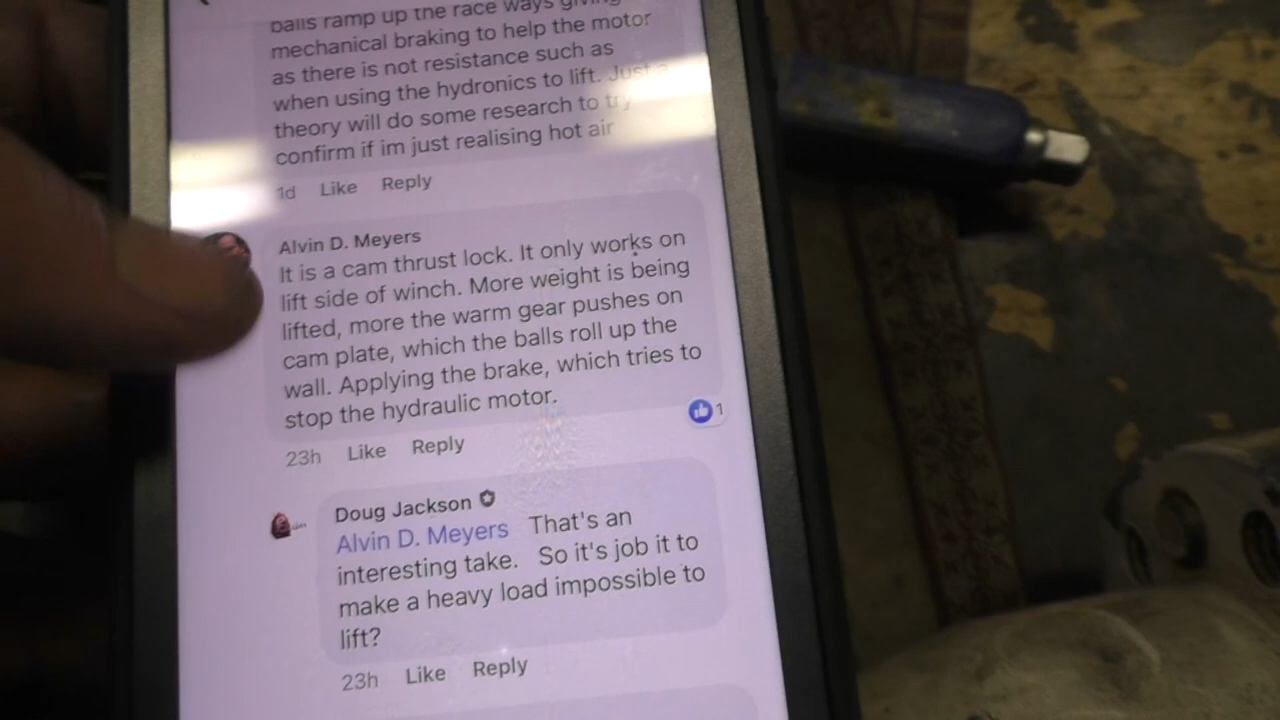 balls ramp up the race ways giving
mechanical braking to help the motor
as there is not resistance such as
when using the hydronics to lift. Just a
theory will do some research to try
confirm if im just realising hot air
1d Like Reply
Alvin D. Meyers
It is a cam thrust lock. It only works on
lift side of winch. More weight is being
lifted, more the warm gear pushes on
cam plate, which the balls roll up the
wall. Applying the brake, which tries to
stop the hydraulic motor.
1
23h Like Reply
Doug Jackson
Alvin D. Meyers That's an
interesting take. So it's job it to
make a heavy load impossible to
lift?
23h Like Reply